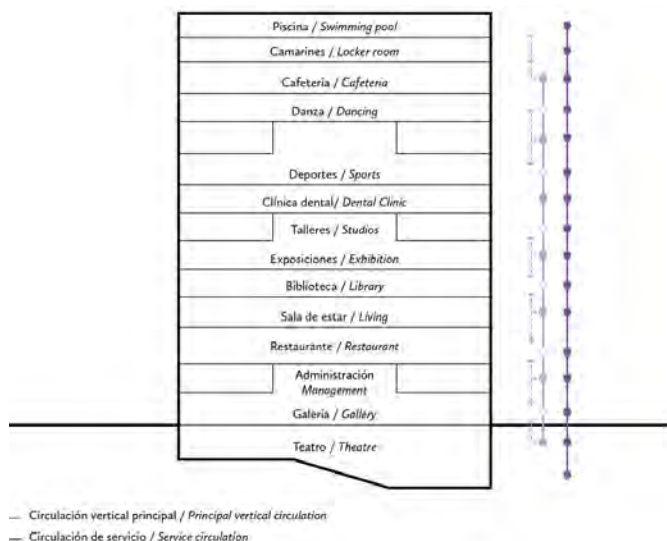 Piscina / Swimming pool
Camarines / Locker room
Cafetería / Cafeteria
Danza / Dancing
Deportes / Sports
Clínica dental/ Dental Clinic
Talleres / Studios
Exposiciones / Exhibition
Biblioteca / Library
Sala de estar / Living
Restaurante / Restaurant
Administración
Management
Galería / Gallery
Teatro / Theatre
Circulación vertical principal / Principal vertical circulation
Circulación de servicio / Service circulation